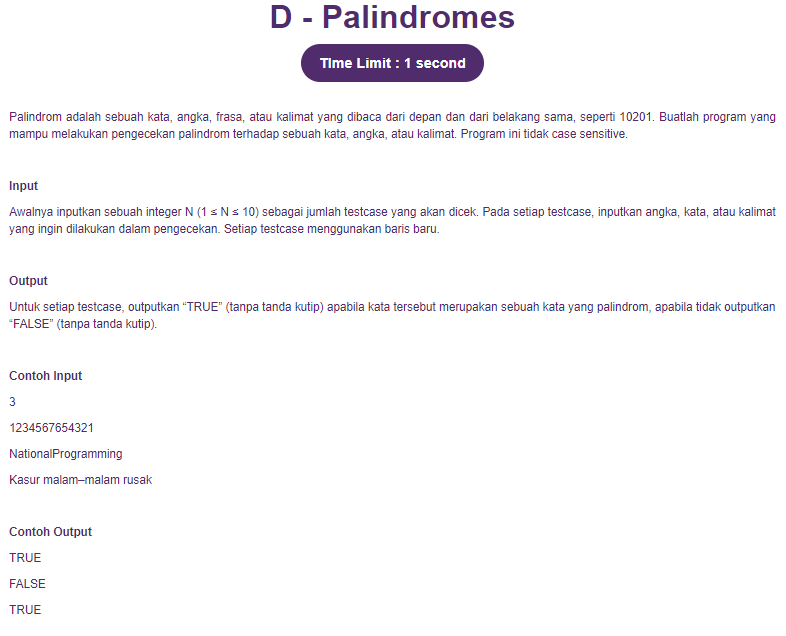 D - Palindromes
TIme Limit : 1 second
Palindrom adalah sebuah kata, angka, frasa, atau kalimat yang dibaca dari depan dan dari belakang sama, seperti 10201. Buatlah program yang
mampu melakukan pengecekan palindrom terhadap sebuah kata, angka, atau kalimat. Program ini tidak case sensitive.
Input
Awalnya inputkan sebuah integer N (1 ≤ N ≤ 10) sebagai jumlah testcase yang akan dicek. Pada setiap testcase, inputkan angka, kata, atau kalimat
yang ingin dilakukan dalam pengecekan. Setiap testcase menggunakan baris baru.
Output
Untuk setiap testcase, outputkan “TRUE” (tanpa tanda kutip) apabila kata tersebut merupakan sebuah kata yang palindrom, apabila tidak outputkan
“FALSE” (tanpa tanda kutip).
Contoh Input
3
1234567654321
NationalProgramming
Kasur malam–malam rusak
Contoh Output
TRUE
FALSE
TRUE